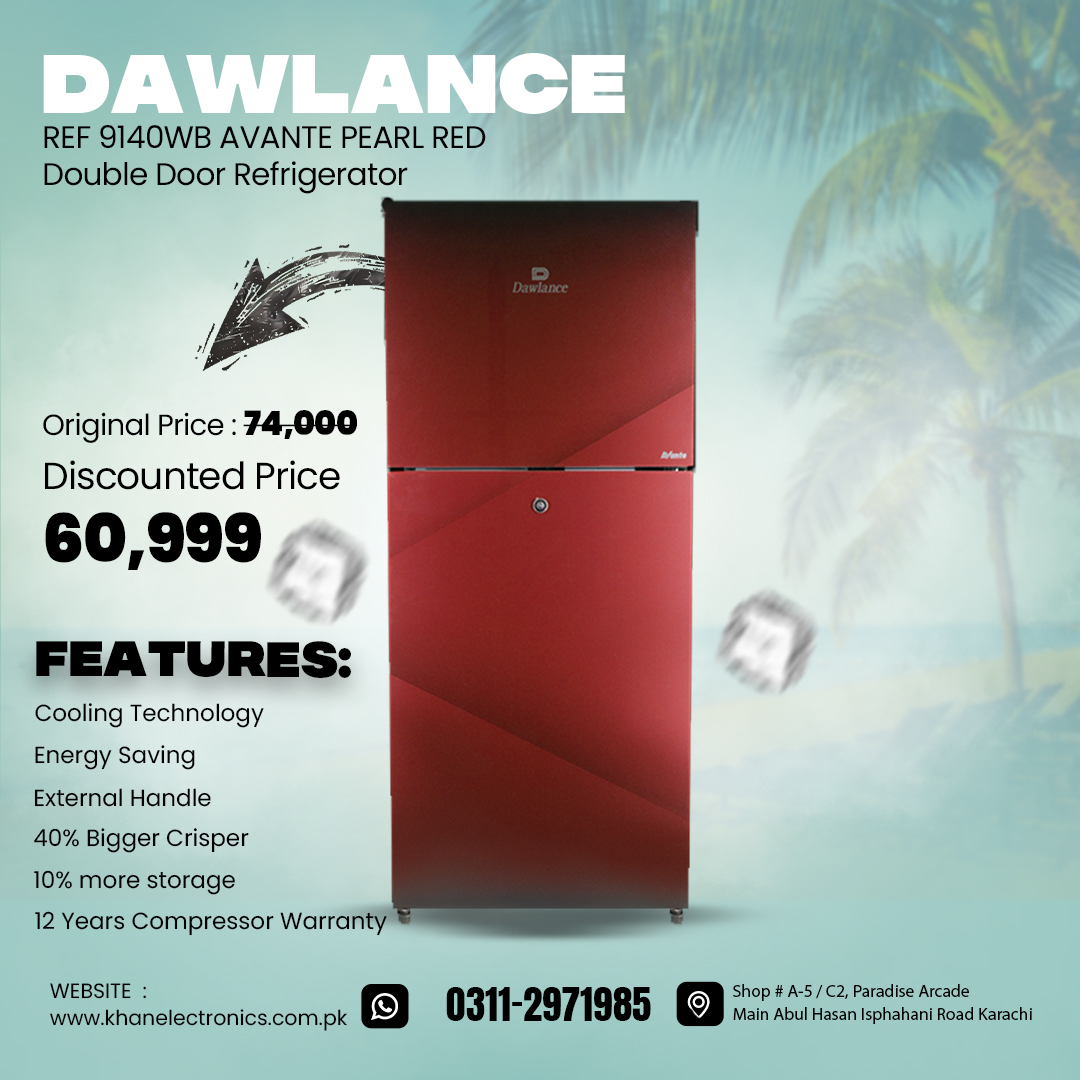 DAWLANCE
REF 9140WB AVANTE PEARL RED
Double Door Refrigerator
Dawlance
Avante
Original Price : 74,000
Discounted Price
60,999
FEATURES:
Cooling Technology
Energy Saving
External Handle
40% Bigger Crisper
10% more storage
12 Years Compressor Warranty
WEBSITE :
www.khanelectronics.com.pk
0311-2971985
Shop # A-5 / C2, Paradise Arcade
Main Abul Hasan Isphahani Road Karachi